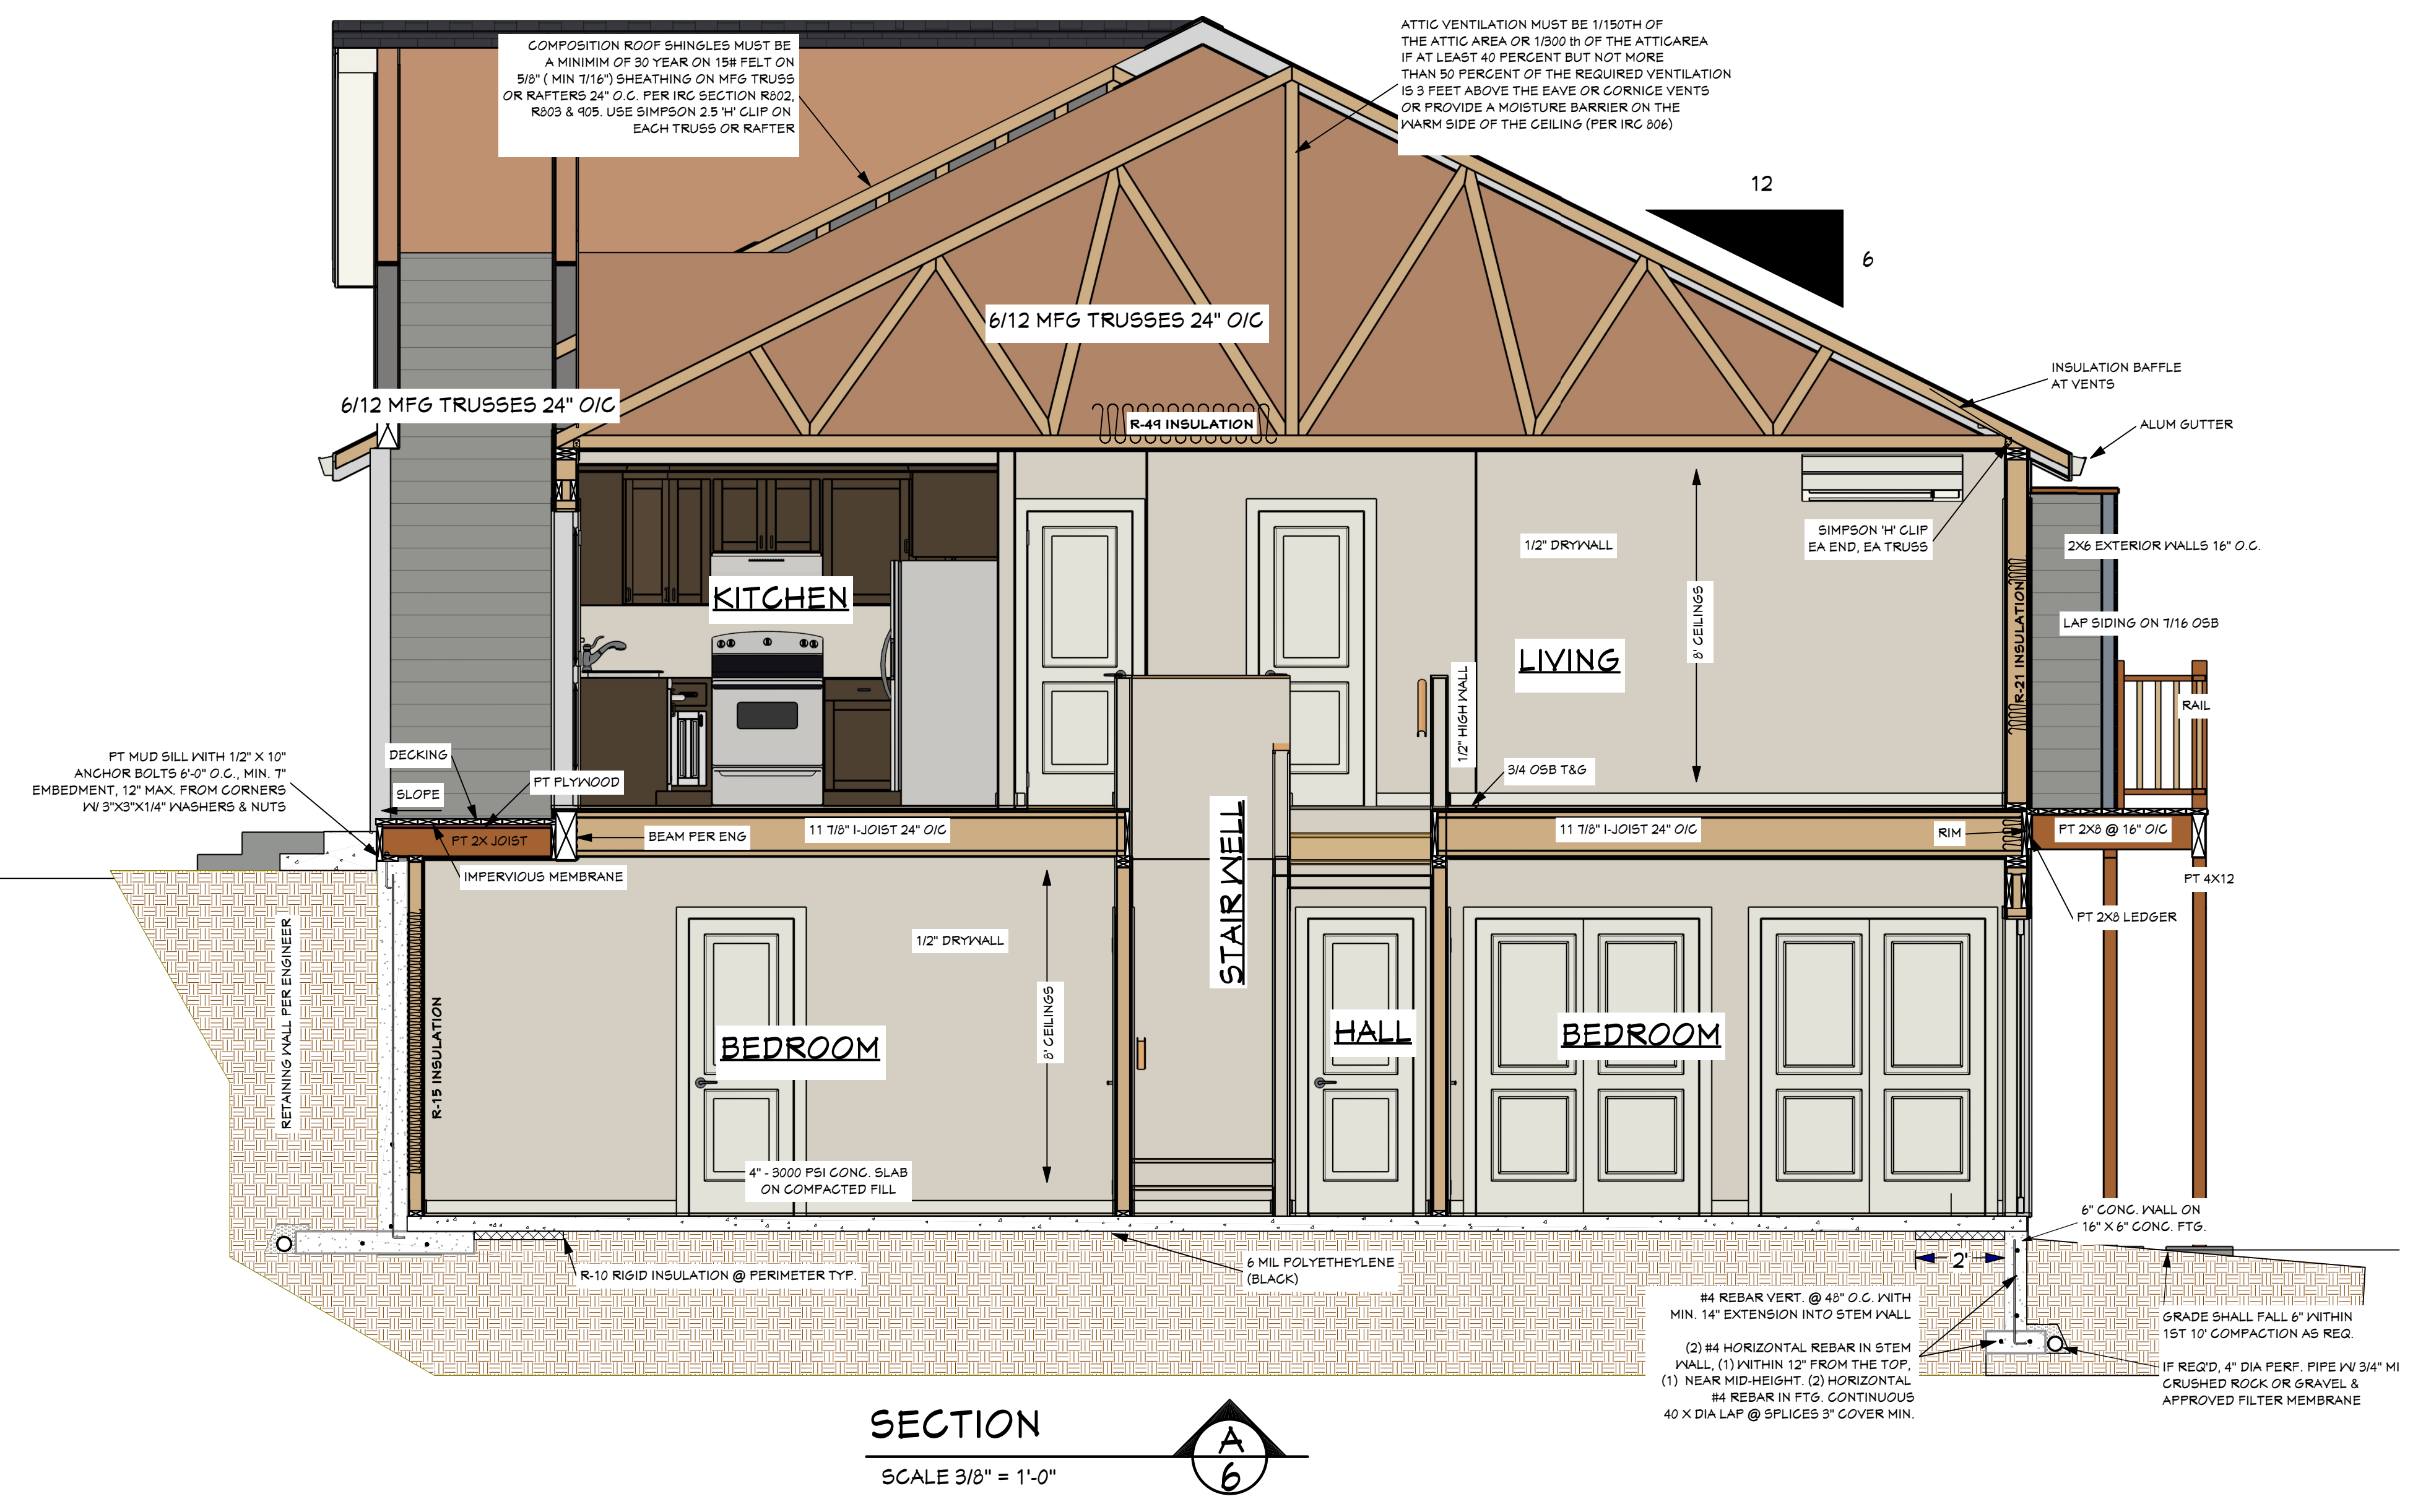 COMPOSITION ROOF SHINGLES MUST BE
A MINIMIM OF 30 YEAR ON 15# FELT ON
5/8" ( MIN 7/16") SHEATHING ON MFG TRUSS
OR RAFTERS 24" O.C. PER IRC SECTION R802,
R803 & 905. USE SIMPSON 2.5 'H' CLIP ON
EACH TRUSS OR RAFTER
ATTIC VENTILATION MUST BE 1/150TH OF
THE ATTIC AREA OR 1/300 th OF THE ATTICAREA
IF AT LEAST 40 PERCENT BUT NOT MORE
THAN 50 PERCENT OF THE REQUIRED VENTILATION
IS 3 FEET ABOVE THE EAVE OR CORNICE VENTS
OR PROVIDE A MOISTURE BARRIER ON THE
WARM SIDE OF THE CEILING (PER IRC 806)
12
6
6/12 MFG TRUSSES 24" O/C
6/12 MFG TRUSSES 24" O/C
R-49 INSULATION
INSULATION BAFFLE
AT VENTS
ALUM GUTTER
SIMPSON 'H' CLIP
EA END, EA TRUSS
1/2" DRYWALL
2X6 EXTERIOR WALLS 16" O.C.
KITCHEN
8' CEILINGS
LIVING
R-21 INSULATION
LAP SIDING ON 7/16 OSB
1/2" HIGH WALL
RAIL
PT MUD SILL WITH 1/2" X 10"
ANCHOR BOLTS 6'-0" O.C., MIN. 7"
EMBEDMENT, 12" MAX. FROM CORNERS
W/ 3"X3"X1/4" WASHERS & NUTS
DECKING
SLOPE
PT PLYWOOD
3/4 OSB T&G
PT 2X JOIST
BEAM PER ENG
11 7/8" I-JOIST 24" O/C
STAIRWELL
11 7/8" I-JOIST 24" O/C
RIM
PT 2X8 @ 16" O/C
IMPERVIOUS MEMBRANE
PT 4X12
PT 2X8 LEDGER
RETAINING WALL PER ENGINEER
R-15 INSULATION
1/2" DRYWALL
8' CEILINGS
BEDROOM
HALL
BEDROOM
4" - 3000 PSI CONC. SLAB
ON COMPACTED FILL
6" CONC. WALL ON
16" X 6" CONC. FTG.
R-10 RIGID INSULATION @ PERIMETER TYP.
6 MIL POLYETHEYLENE
(BLACK)
2'
#4 REBAR VERT. @ 48" O.C. WITH
MIN. 14" EXTENSION INTO STEM WALL
(2) #4 HORIZONTAL REBAR IN STEM
WALL, (1) WITHIN 12" FROM THE TOP,
(1) NEAR MID-HEIGHT. (2) HORIZONTAL
#4 REBAR IN FTG. CONTINUOUS
40 X DIA LAP @ SPLICES 3" COVER MIN.
GRADE SHALL FALL 6" WITHIN
1ST 10' COMPACTION AS REQ.
IF REQ'D, 4" DIA PERF. PIPE W/ 3/4" MI
CRUSHED ROCK OR GRAVEL &
APPROVED FILTER MEMBRANE
SECTION
SCALE 3/8" = 1'-0"
A
6